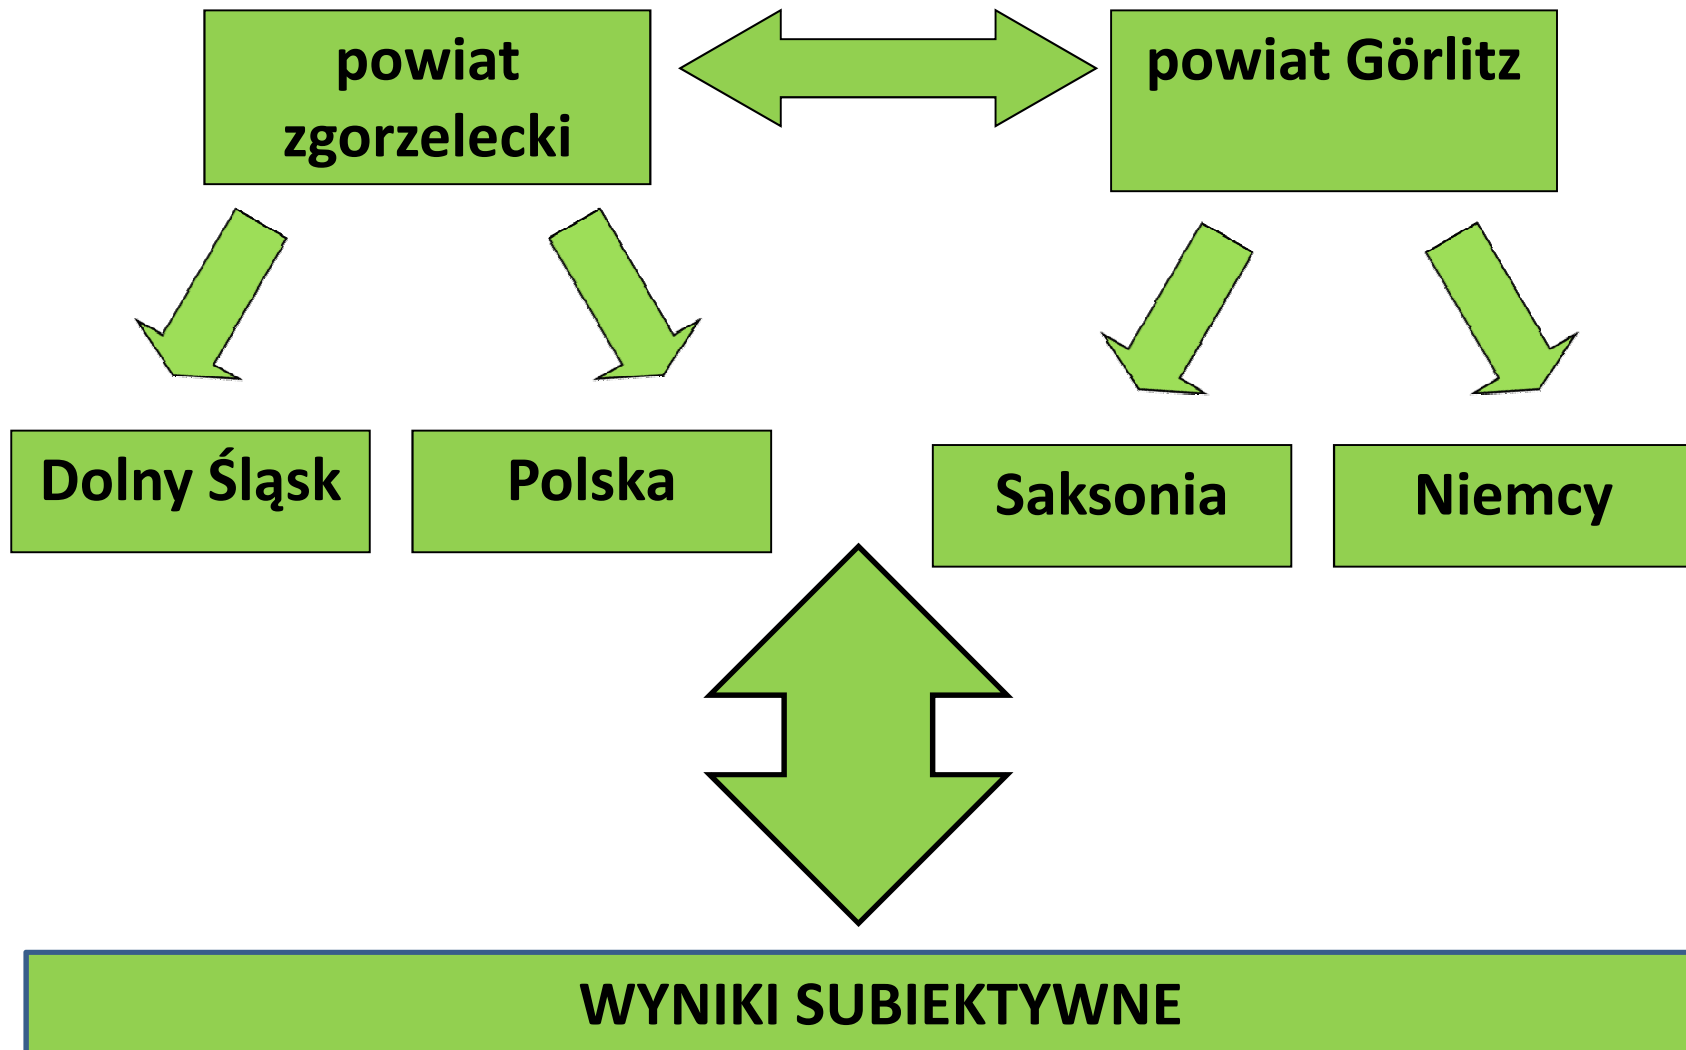 powiat
zgorzelecki
powiat Görlitz
Dolny Śląsk
Polska
Saksonia
Niemcy
WYNIKI SUBIEKTYWNE